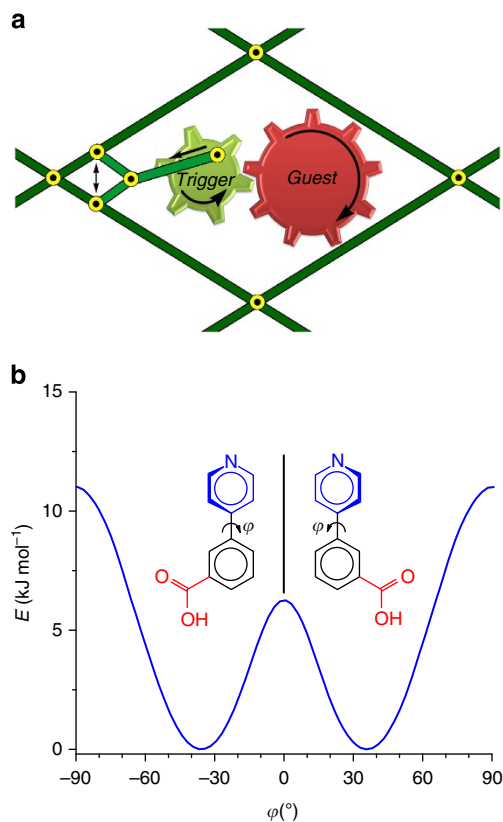 a
Trigger
Guest
b
15
10
5
0
E (kJ mol⁻¹)
N
φ
O
OH
N
φ
O
OH
−90
−60
−30
0
30
60
90
φ(°)